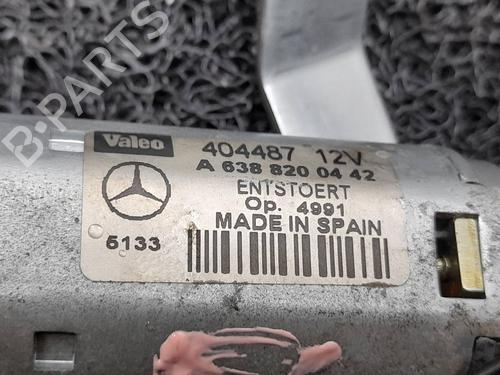 B-PARTS
Valeo
404487 12V
A 638 820 04 42
ENTSTOERT
Op. 4991
5133
MADE IN SPAIN